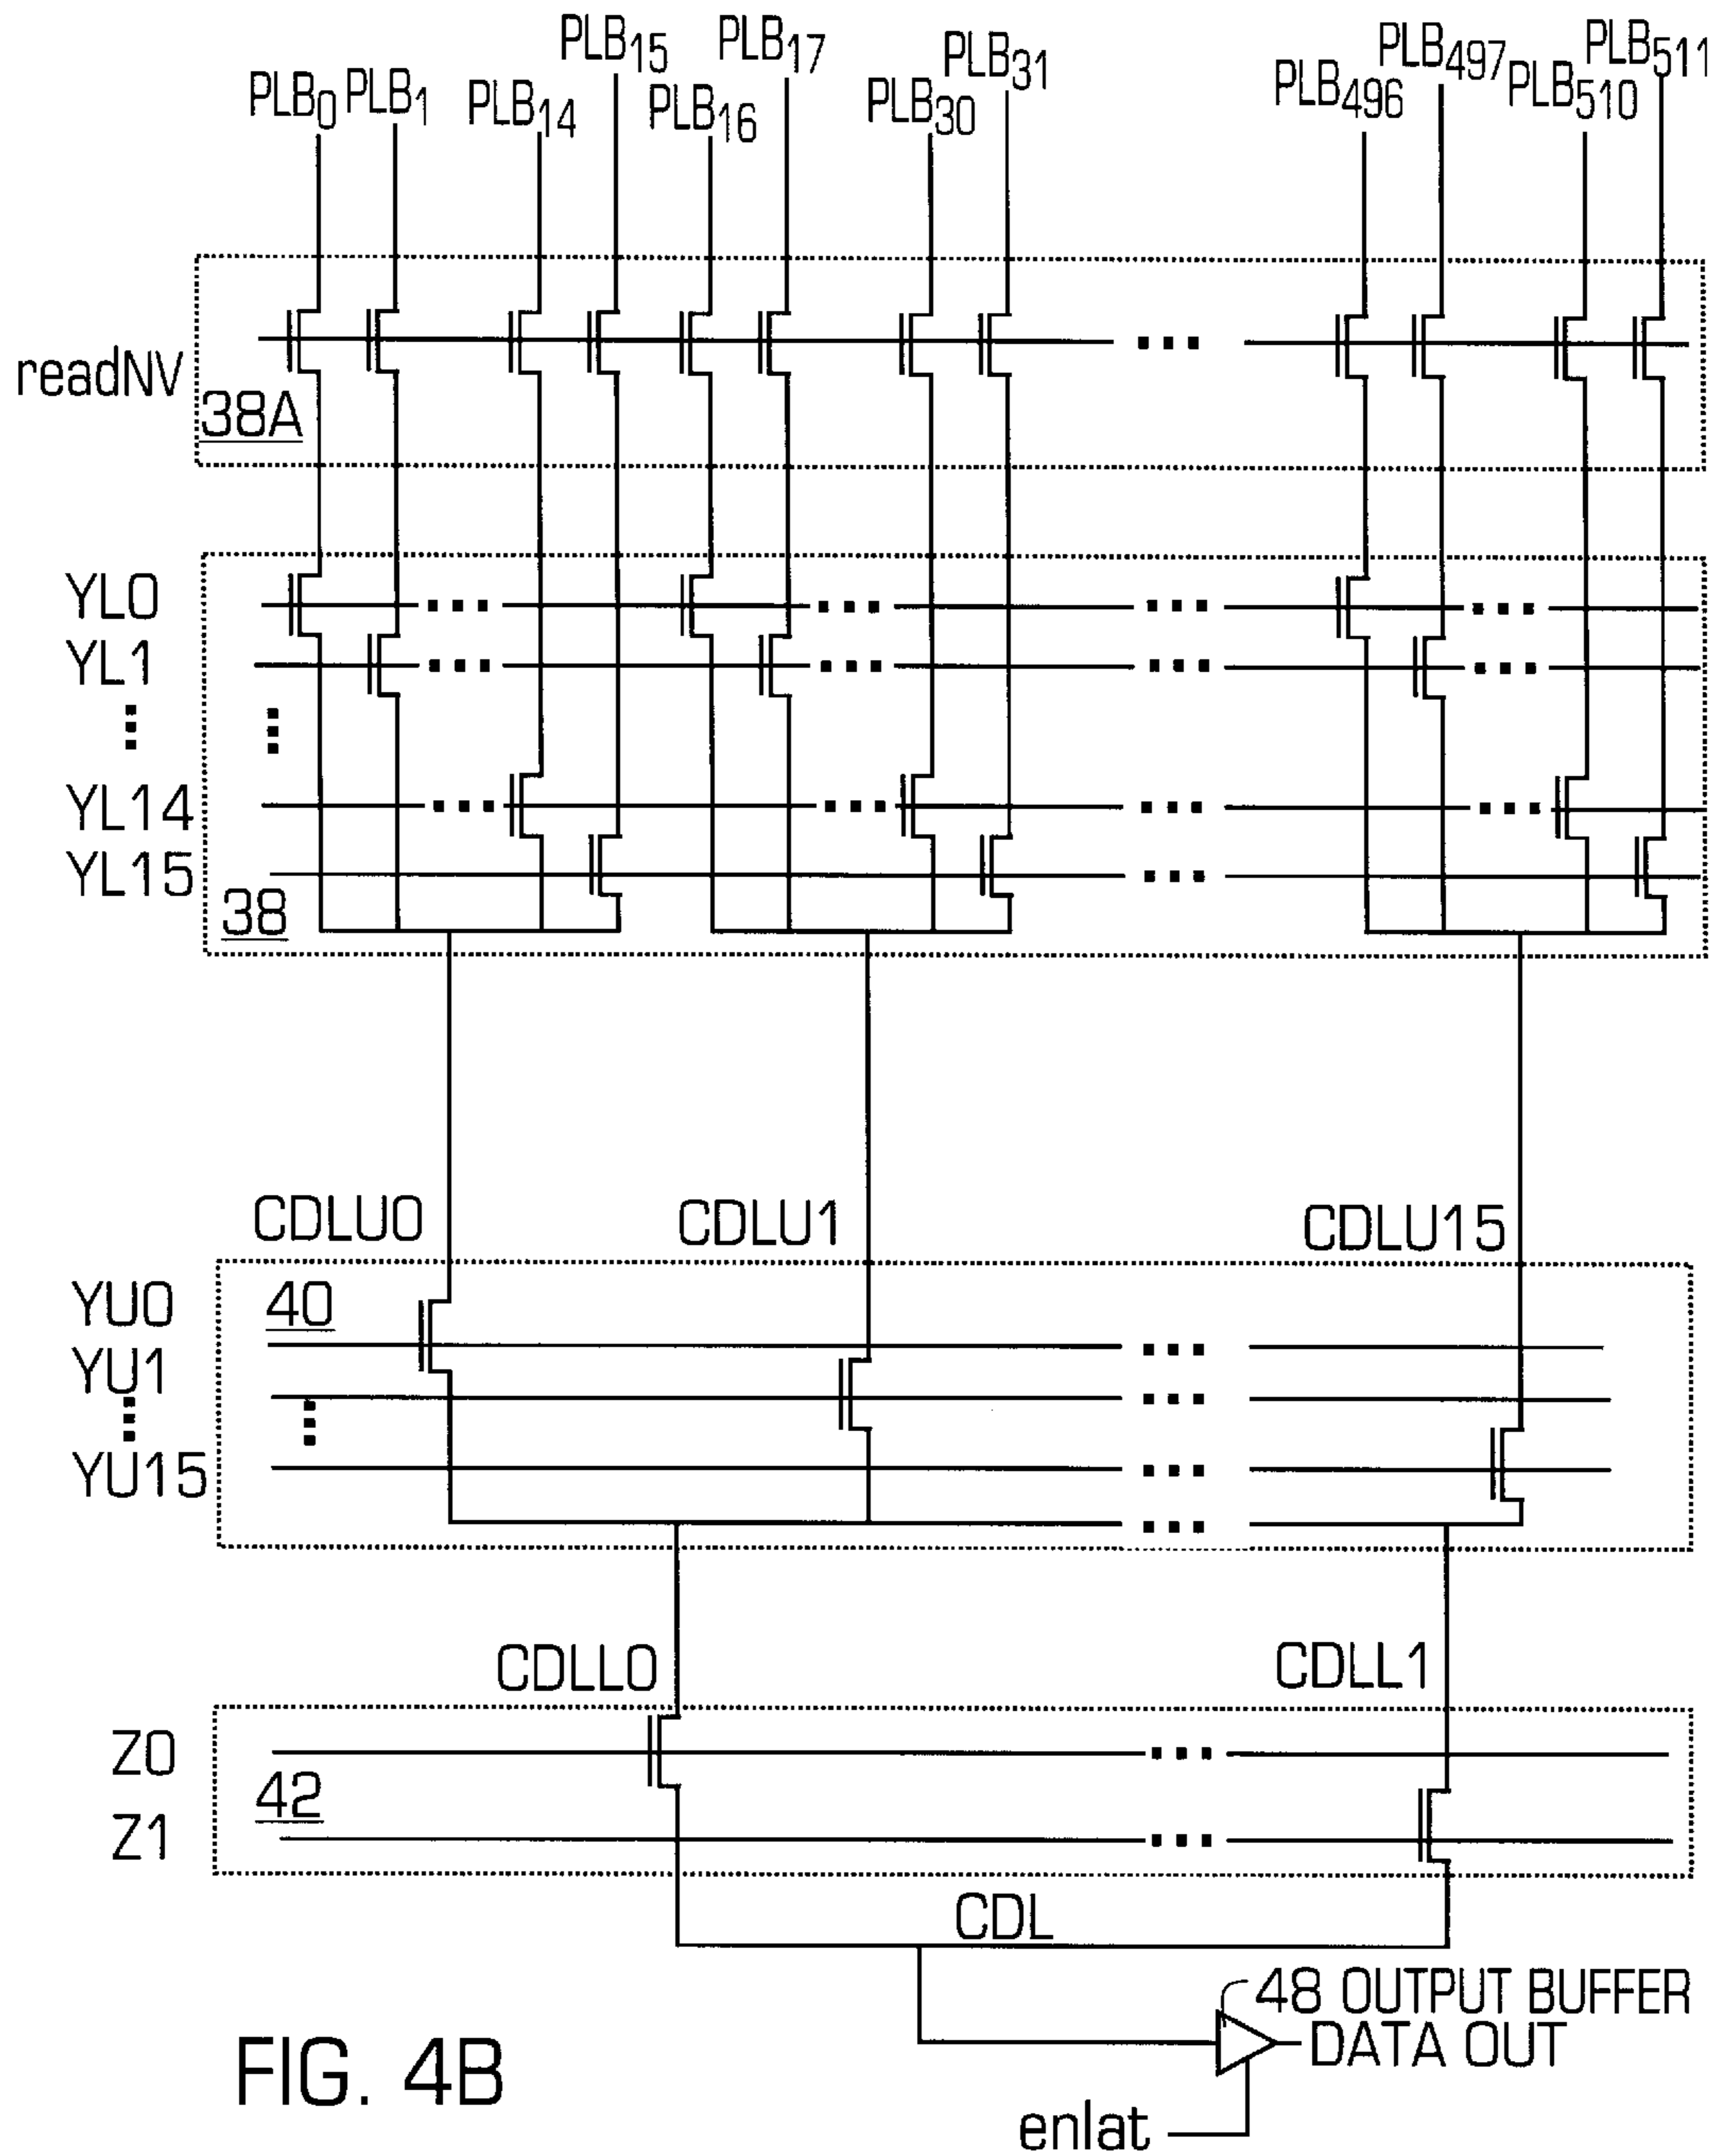 PLB0 PLB1 PLB14 PLB15 PLB16 PLB17 PLB30 PLB31 PLB496 PLB497 PLB510 PLB511
readNV
38A
YL0
YL1
YL14
YL15
38
CDLU0 CDLU1 CDLU15
YU0
40
YU1
YU15
CDLL0 CDLL1
Z0
42
Z1
CDL
48 OUTPUT BUFFER
DATA OUT
enlat
FIG. 4B